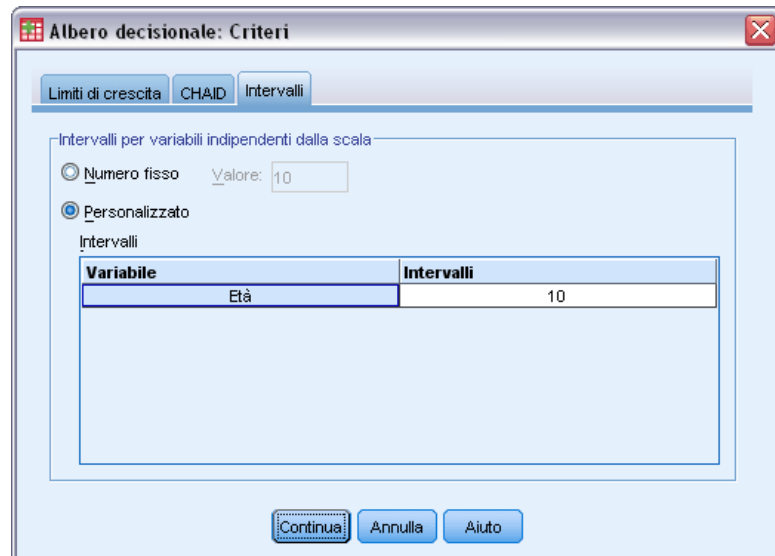 Albero decisionale: Criteri
Limiti di crescita CHAID Intervalli
Intervalli per variabili indipendenti dalla scala
Numero fisso Valore: 10
Personalizzato
Intervalli
Variabile Intervalli
Età 10
Continua Annulla Aiuto